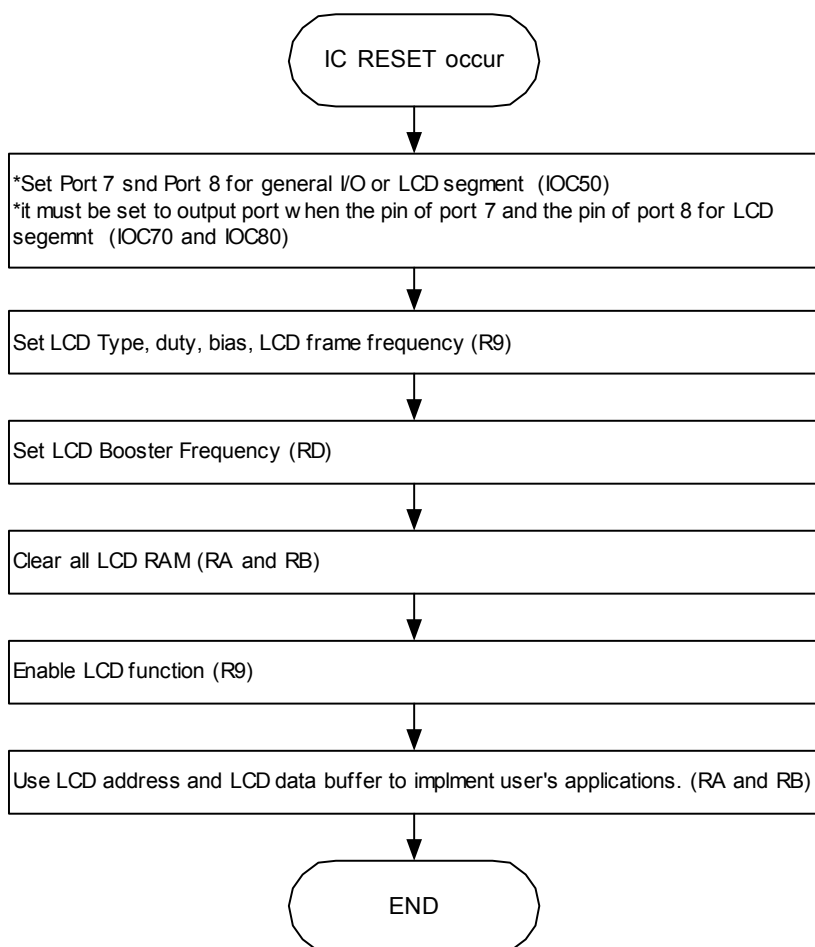 IC RESET occur
*Set Port 7 snd Port 8 for general I/O or LCD segment (IOC50)
*it must be set to output port when the pin of port 7 and the pin of port 8 for LCD
segemnt (IOC70 and IOC80)
Set LCD Type, duty, bias, LCD frame frequency (R9)
Set LCD Booster Frequency (RD)
Clear all LCD RAM (RA and RB)
Enable LCD function (R9)
Use LCD address and LCD data buffer to implment user's applications. (RA and RB)
END